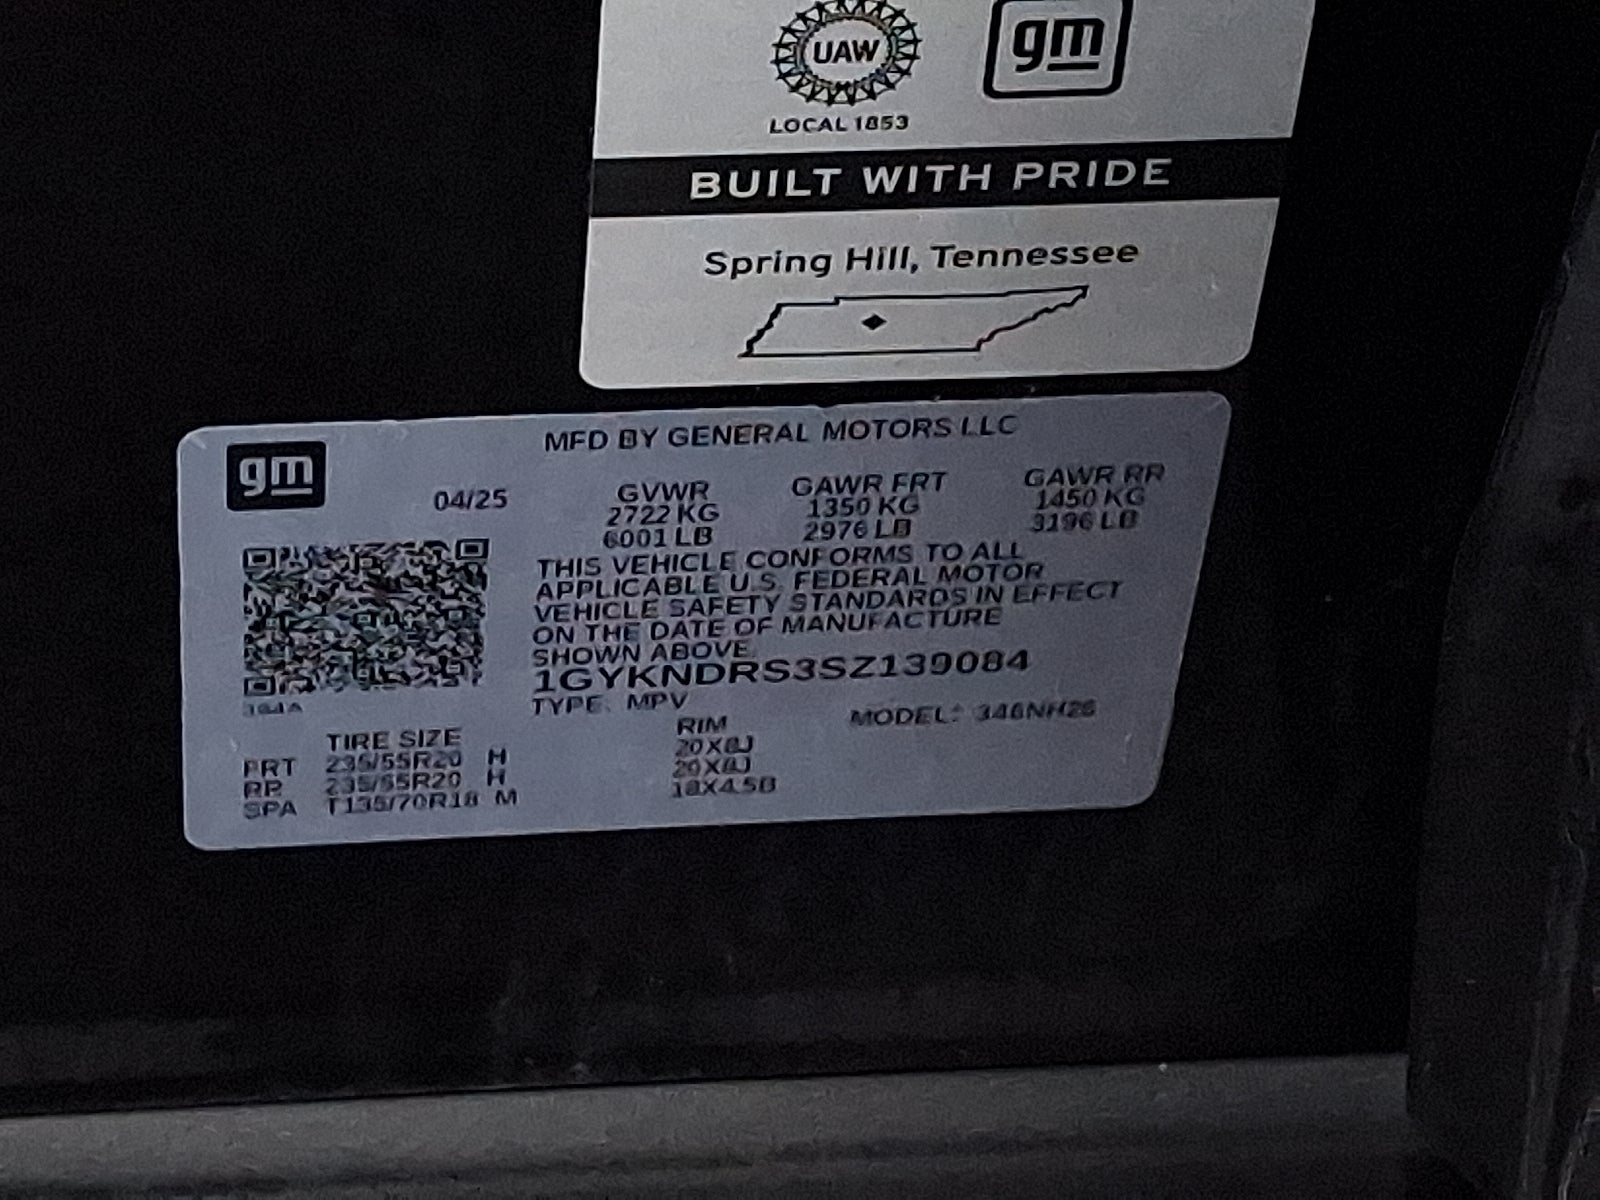 UAW
gm
LOCAL 1853
BUILT WITH PRIDE
Spring Hill, Tennessee
gm
MFD BY GENERAL MOTORS LLC
04/25 GVWR GAWR FRT GAWR RR
2722 KG 1350 KG 1450 KG
6001 LB 2976 LB 3196 LB
THIS VEHICLE CONFORMS TO ALL
APPLICABLE U.S. FEDERAL MOTOR
VEHICLE SAFETY STANDARDS IN EFFECT
ON THE DATE OF MANUFACTURE
SHOWN ABOVE.
1GYKNDRS3SZ139084
TYPE: MPV MODEL:
TIRE SIZE RIM
FRT 235/55R20 H 20X8J
RR 235/55R20 H 20X8J
SPA T135/70R18 M 18X4.5B